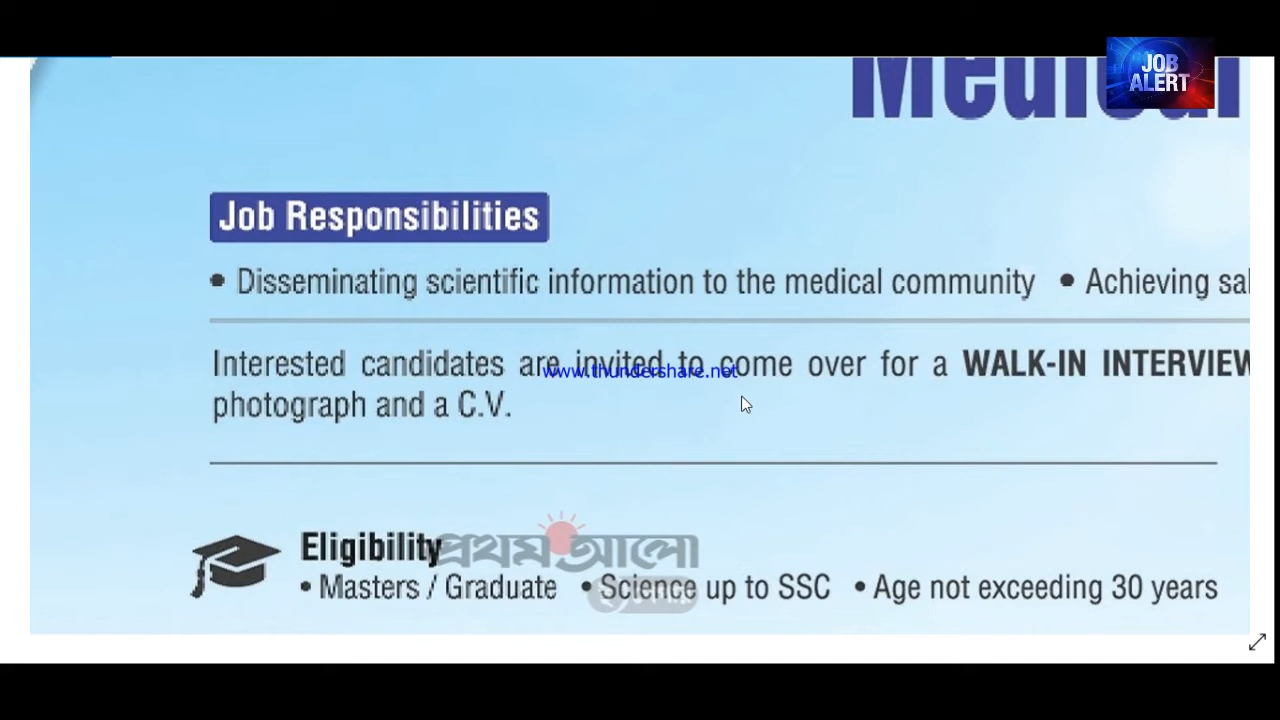 Medical
JOB
ALERT
Job Responsibilities
• Disseminating scientific information to the medical community • Achieving
Interested candidates are invited to come over for a WALK-IN INTERVIEW
www.thundershare.net
photograph and a C.V.
Eligibility
প্রথম আলো
• Masters / Graduate • Science up to SSC • Age not exceeding 30 years